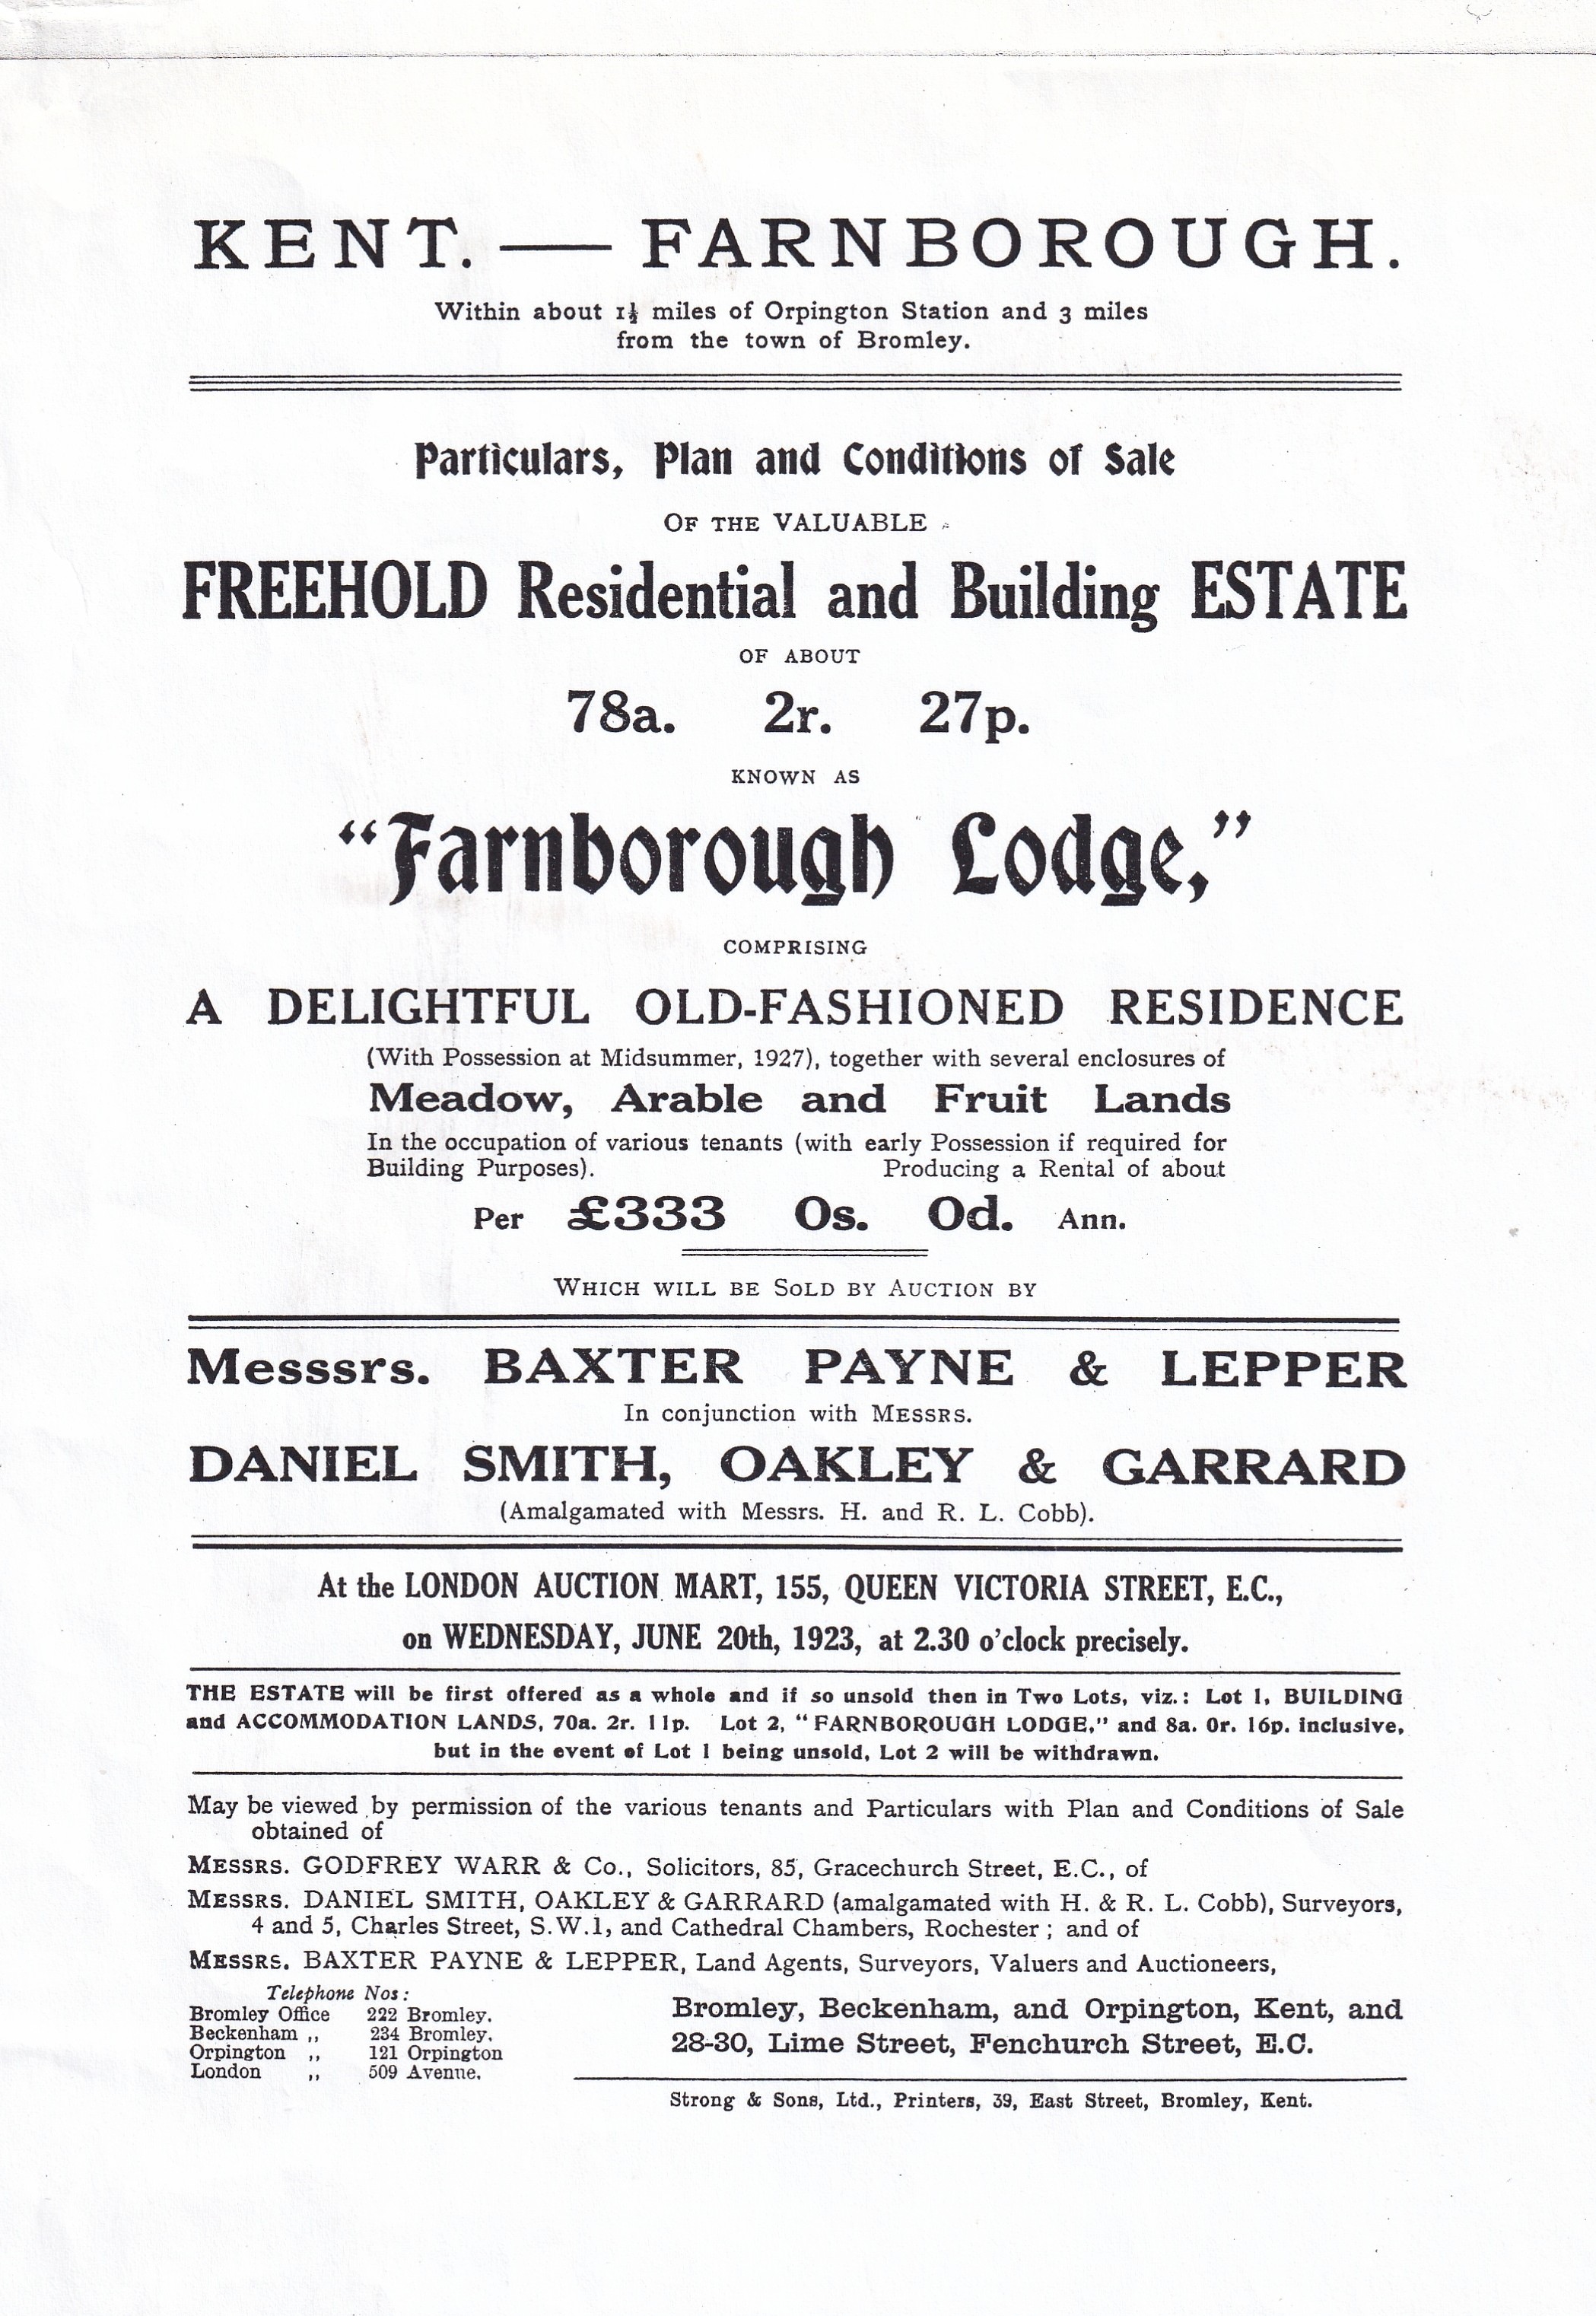 KENT. — FARNBOROUGH.
Within about 1½ miles of Orpington Station and 3 miles
from the town of Bromley.
Particulars, Plan and Conditions of Sale
OF THE VALUABLE
FREEHOLD Residential and Building ESTATE
OF ABOUT
78a. 2r. 27p.
KNOWN AS
“Farnborough Lodge,”
COMPRISING
A DELIGHTFUL OLD-FASHIONED RESIDENCE
(With Possession at Midsummer, 1927), together with several enclosures of
Meadow, Arable and Fruit Lands
In the occupation of various tenants (with early Possession if required for
Building Purposes). Producing a Rental of about
Per £333 0s. 0d. Ann.
WHICH WILL BE SOLD BY AUCTION BY
Messsrs. BAXTER PAYNE & LEPPER
In conjunction with MESSRS.
DANIEL SMITH, OAKLEY & GARRARD
(Amalgamated with Messrs. H. and R. L. Cobb).
At the LONDON AUCTION MART, 155, QUEEN VICTORIA STREET, E.C.,
on WEDNESDAY, JUNE 20th, 1923, at 2.30 o’clock precisely.
THE ESTATE will be first offered as a whole and if so unsold then in Two Lots, viz.: Lot 1, BUILDING
and ACCOMMODATION LANDS, 70a. 2r. 11p. Lot 2, “FARNBOROUGH LODGE,” and 8a. 0r. 16p. inclusive,
but in the event of Lot 1 being unsold, Lot 2 will be withdrawn.
May be viewed by permission of the various tenants and Particulars with Plan and Conditions of Sale
obtained of
MESSRS. GODFREY WARR & Co., Solicitors, 85, Gracechurch Street, E.C., of
MESSRS. DANIEL SMITH, OAKLEY & GARRARD (amalgamated with H. & R. L. Cobb), Surveyors,
4 and 5, Charles Street, S.W.1, and Cathedral Chambers, Rochester ; and of
MESSRS. BAXTER PAYNE & LEPPER, Land Agents, Surveyors, Valuers and Auctioneers,
Telephone Nos:
Bromley Office 222 Bromley.
Beckenham ,, 234 Bromley.
Orpington ,, 121 Orpington
London ,, 509 Avenue.
Bromley, Beckenham, and Orpington, Kent, and
28-30, Lime Street, Fenchurch Street, E.C.
Strong & Sons, Ltd., Printers, 39, East Street, Bromley, Kent.